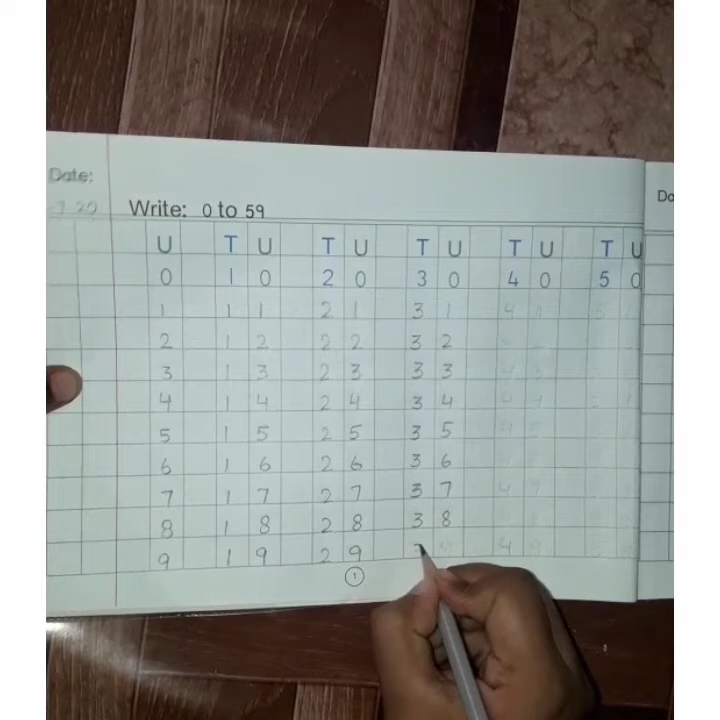 Date:
Do
Write: 0 to 59
U T U T U T U T U T U
0 1 0 2 0 3 0 4 0 5 0
1 1 1 2 1 3 1 4
2 1 2 2 2 3 2
3 1 3 2 3 3 3
4 1 4 2 4 3 4
5 1 5 2 5 3 5
6 1 6 2 6 3 6
7 1 7 2 7 3 7
8 1 8 2 8 3 8
9 1 9 2 9 4
1